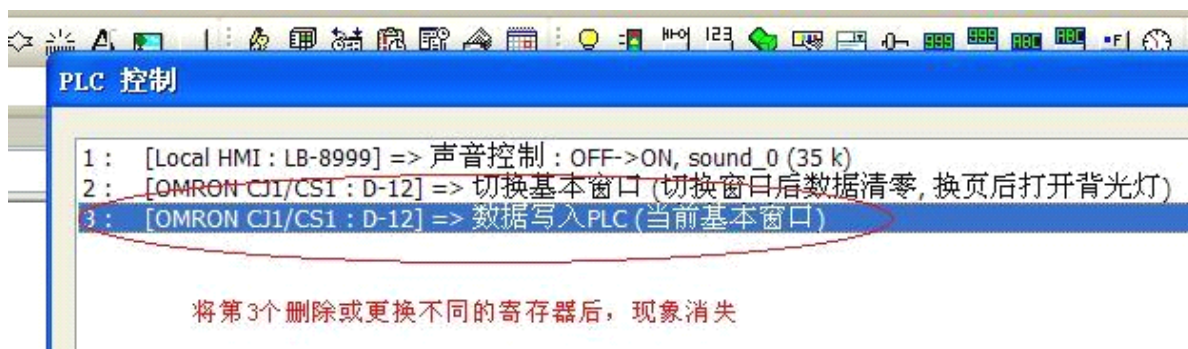 PLC 控制
1： [Local HMI : LB-8999] => 声音控制 : OFF->ON, sound_0 (35 k)
2： [OMRON CJ1/CS1 : D-12] => 切换基本窗口 (切换窗口后数据清零, 换页后打开背光灯)
3： [OMRON CJ1/CS1 : D-12] => 数据写入PLC (当前基本窗口)
将第3个删除或更换不同的寄存器后，现象消失